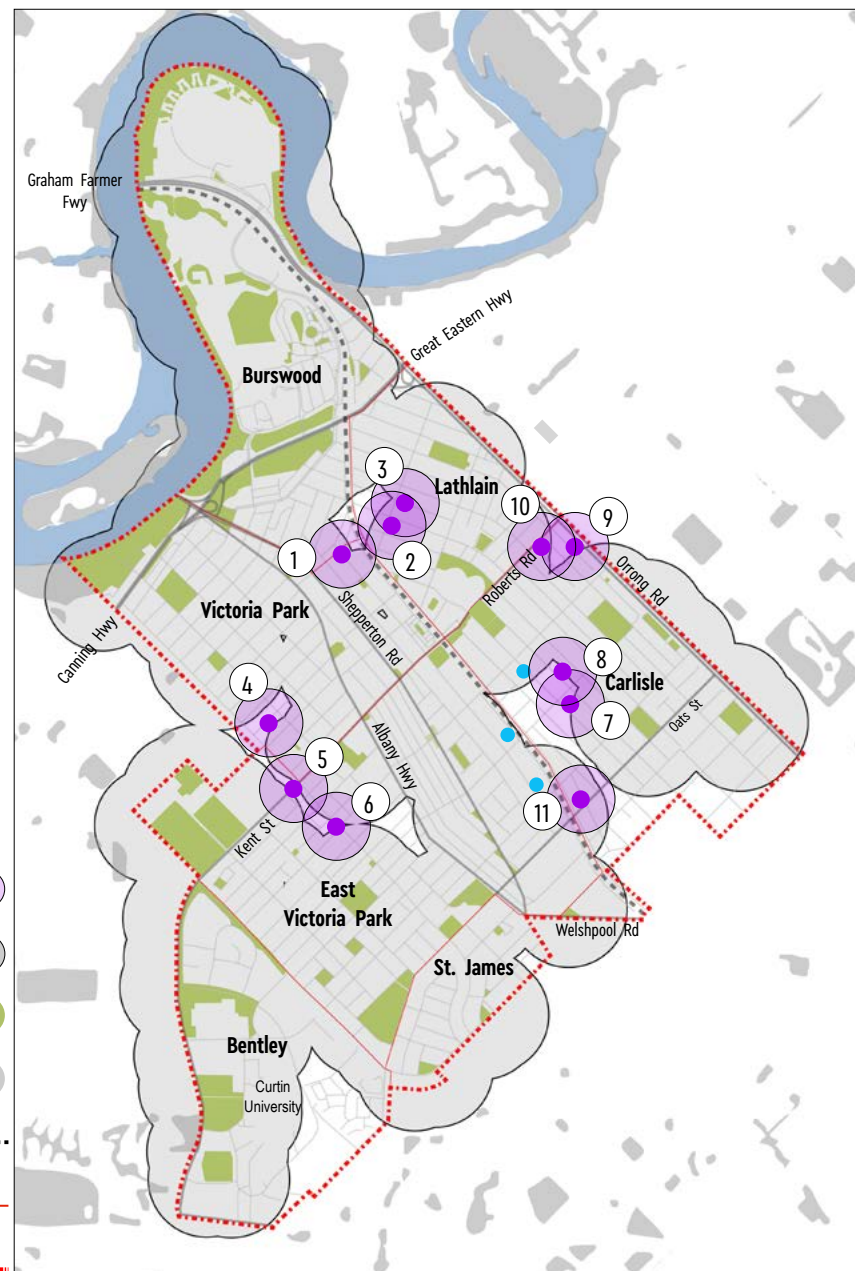 Graham Farmer
Fwy
Great Eastern Hwy
Burswood
3
Lathlain
10
9
1
2
Roberts Rd
Orrong Rd
Victoria Park
Shepperton Rd
Canning Hwy
8
Carlisle
4
7
Oats St
Albany Hwy
5
6
11
Kent St
East
Victoria Park
Welshpool Rd
St. James
Bentley
Curtin
University